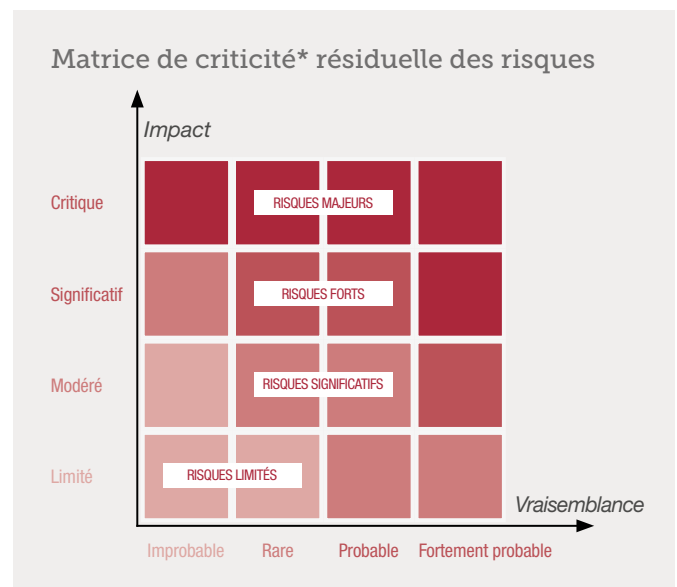 Matrice de criticité* résiduelle des risques
Impact
Critique
RISQUES MAJEURS
Significatif
RISQUES FORTS
Modéré
RISQUES SIGNIFICATIFS
Limité
RISQUES LIMITÉS
Vraisemblance
Improbable
Rare
Probable
Fortement probable